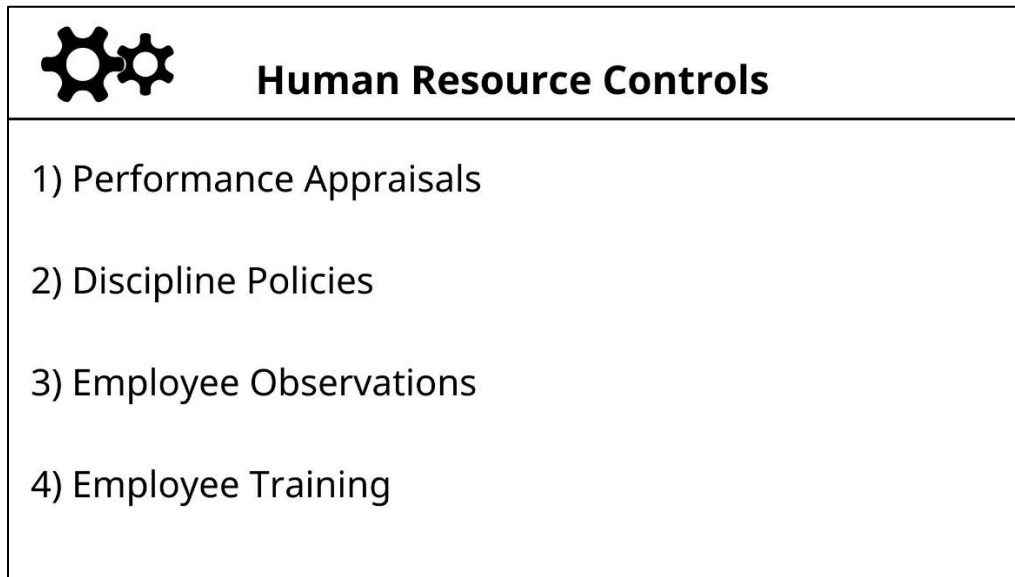 Human Resource Controls
1) Performance Appraisals
2) Discipline Policies
3) Employee Observations
4) Employee Training